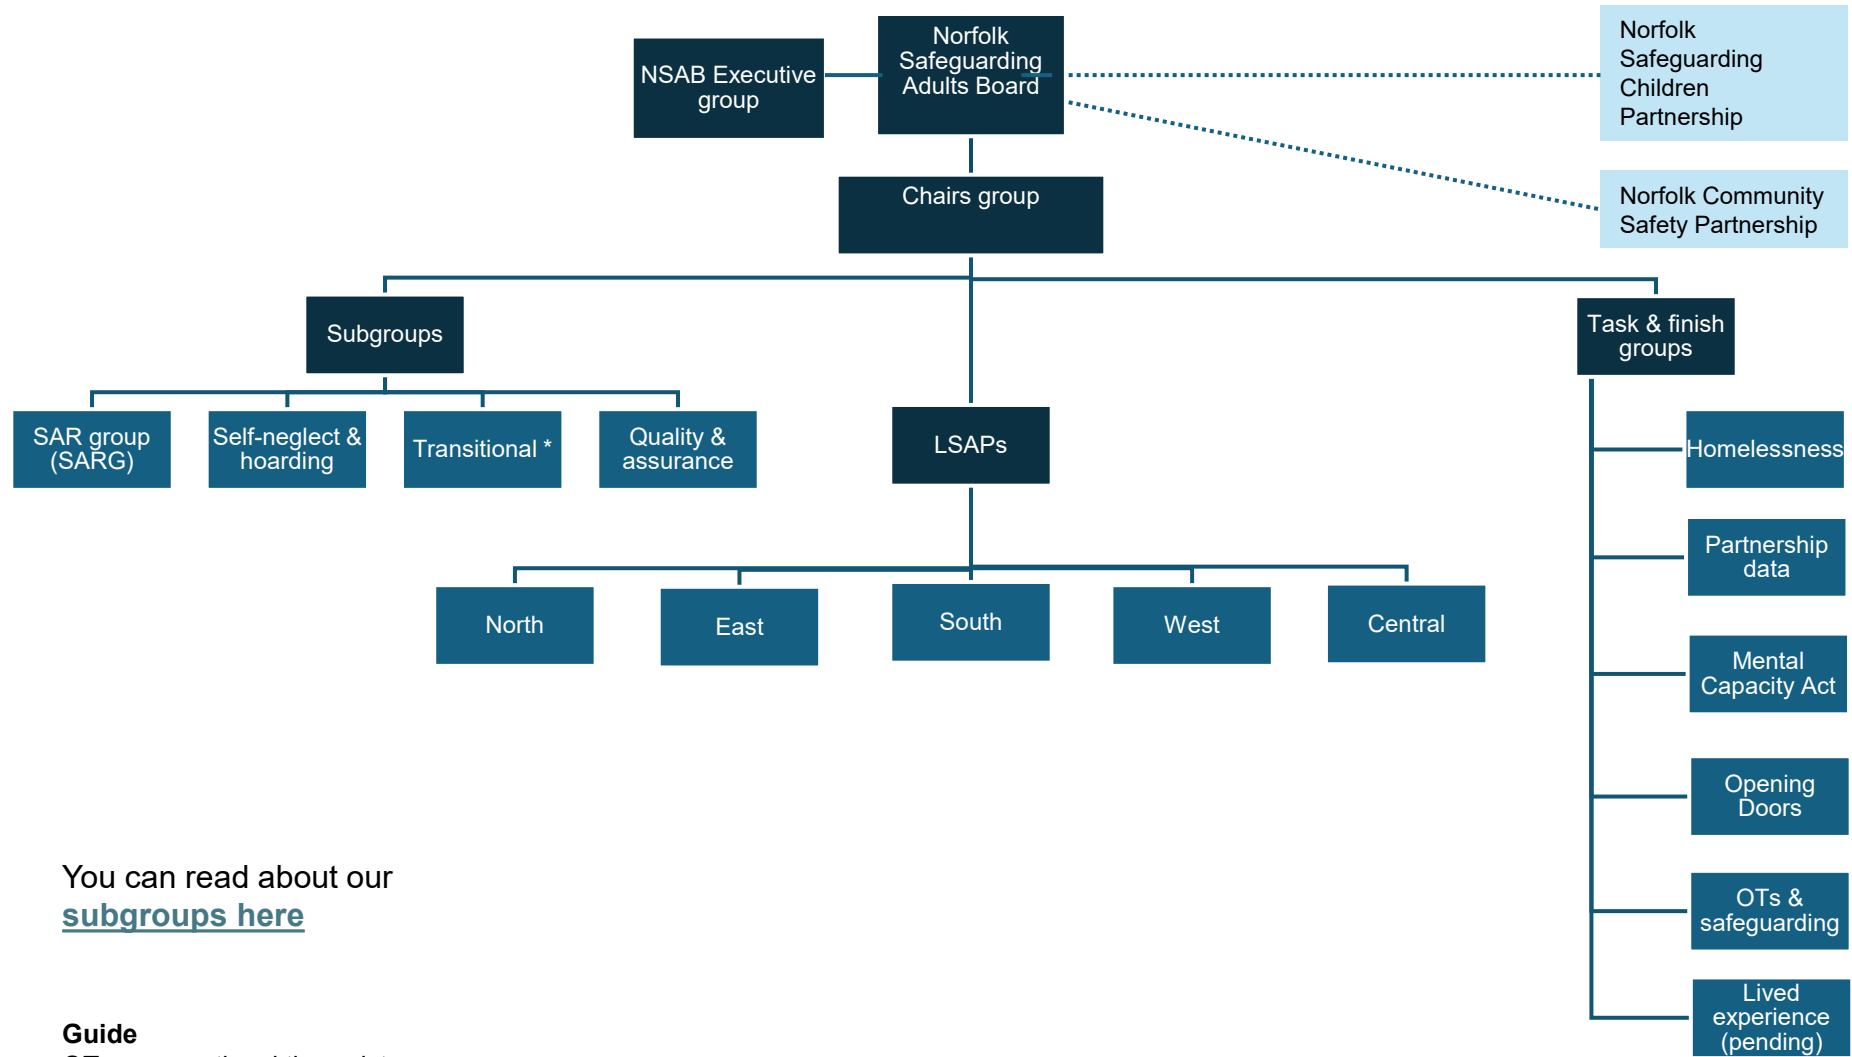 NSAB Executive
group
Norfolk
Safeguarding
Adults Board
Norfolk
Safeguarding
Children
Partnership
Norfolk Community
Safety Partnership
Chairs group
Subgroups
Task & finish
groups
SAR group
(SARG)
Self-neglect &
hoarding
Transitional *
Quality &
assurance
LSAPs
North
East
South
West
Central
Homelessness
Partnership
data
Mental
Capacity Act
Opening
Doors
OTs &
safeguarding
Lived
experience
(pending)
You can read about our
subgroups here
Guide